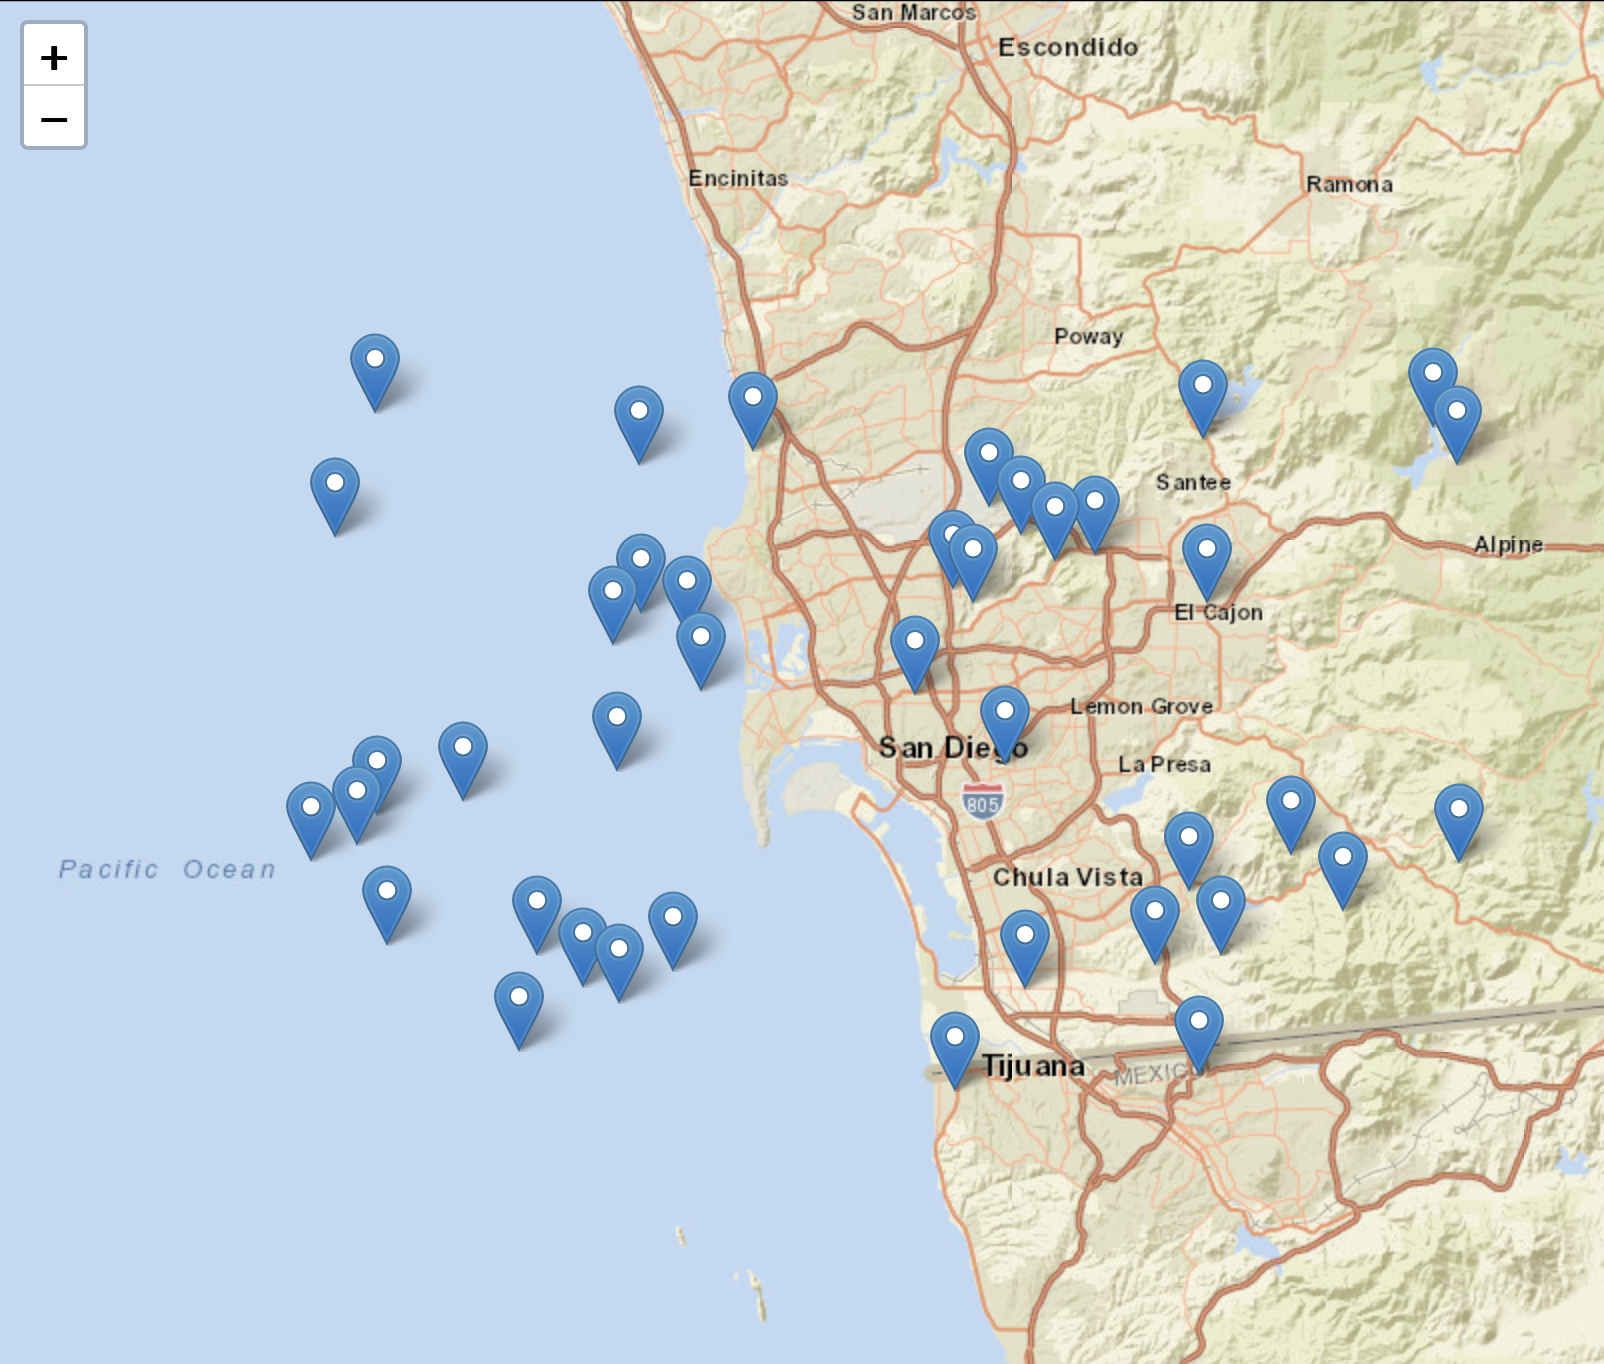 +
−
San Marcos
Escondido
Encinitas
Ramona
Poway
Santee
Alpine
El Cajon
Lemon Grove
San Diego
La Presa
805
Pacific Ocean
Chula Vista
Tijuana
MEXICO